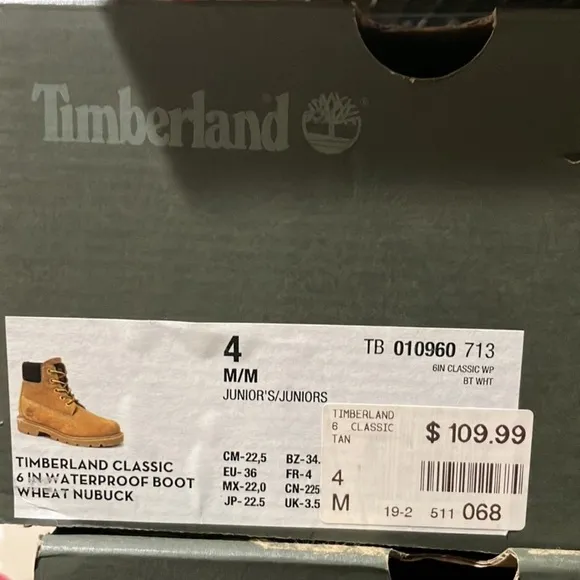 Timberland
4
M/M
JUNIOR'S/JUNIORS
TB 010960 713
6IN CLASSIC WP
BT WHT
TIMBERLAND CLASSIC
6 IN WATERPROOF BOOT
WHEAT NUBUCK
CM-22,5 BZ-34.
EU-36 FR-4
MX-22,0 CN-225
JP-22.5 UK-3.5
TIMBERLAND
6 CLASSIC
TAN
$109.99
4
M
19-2 511 068